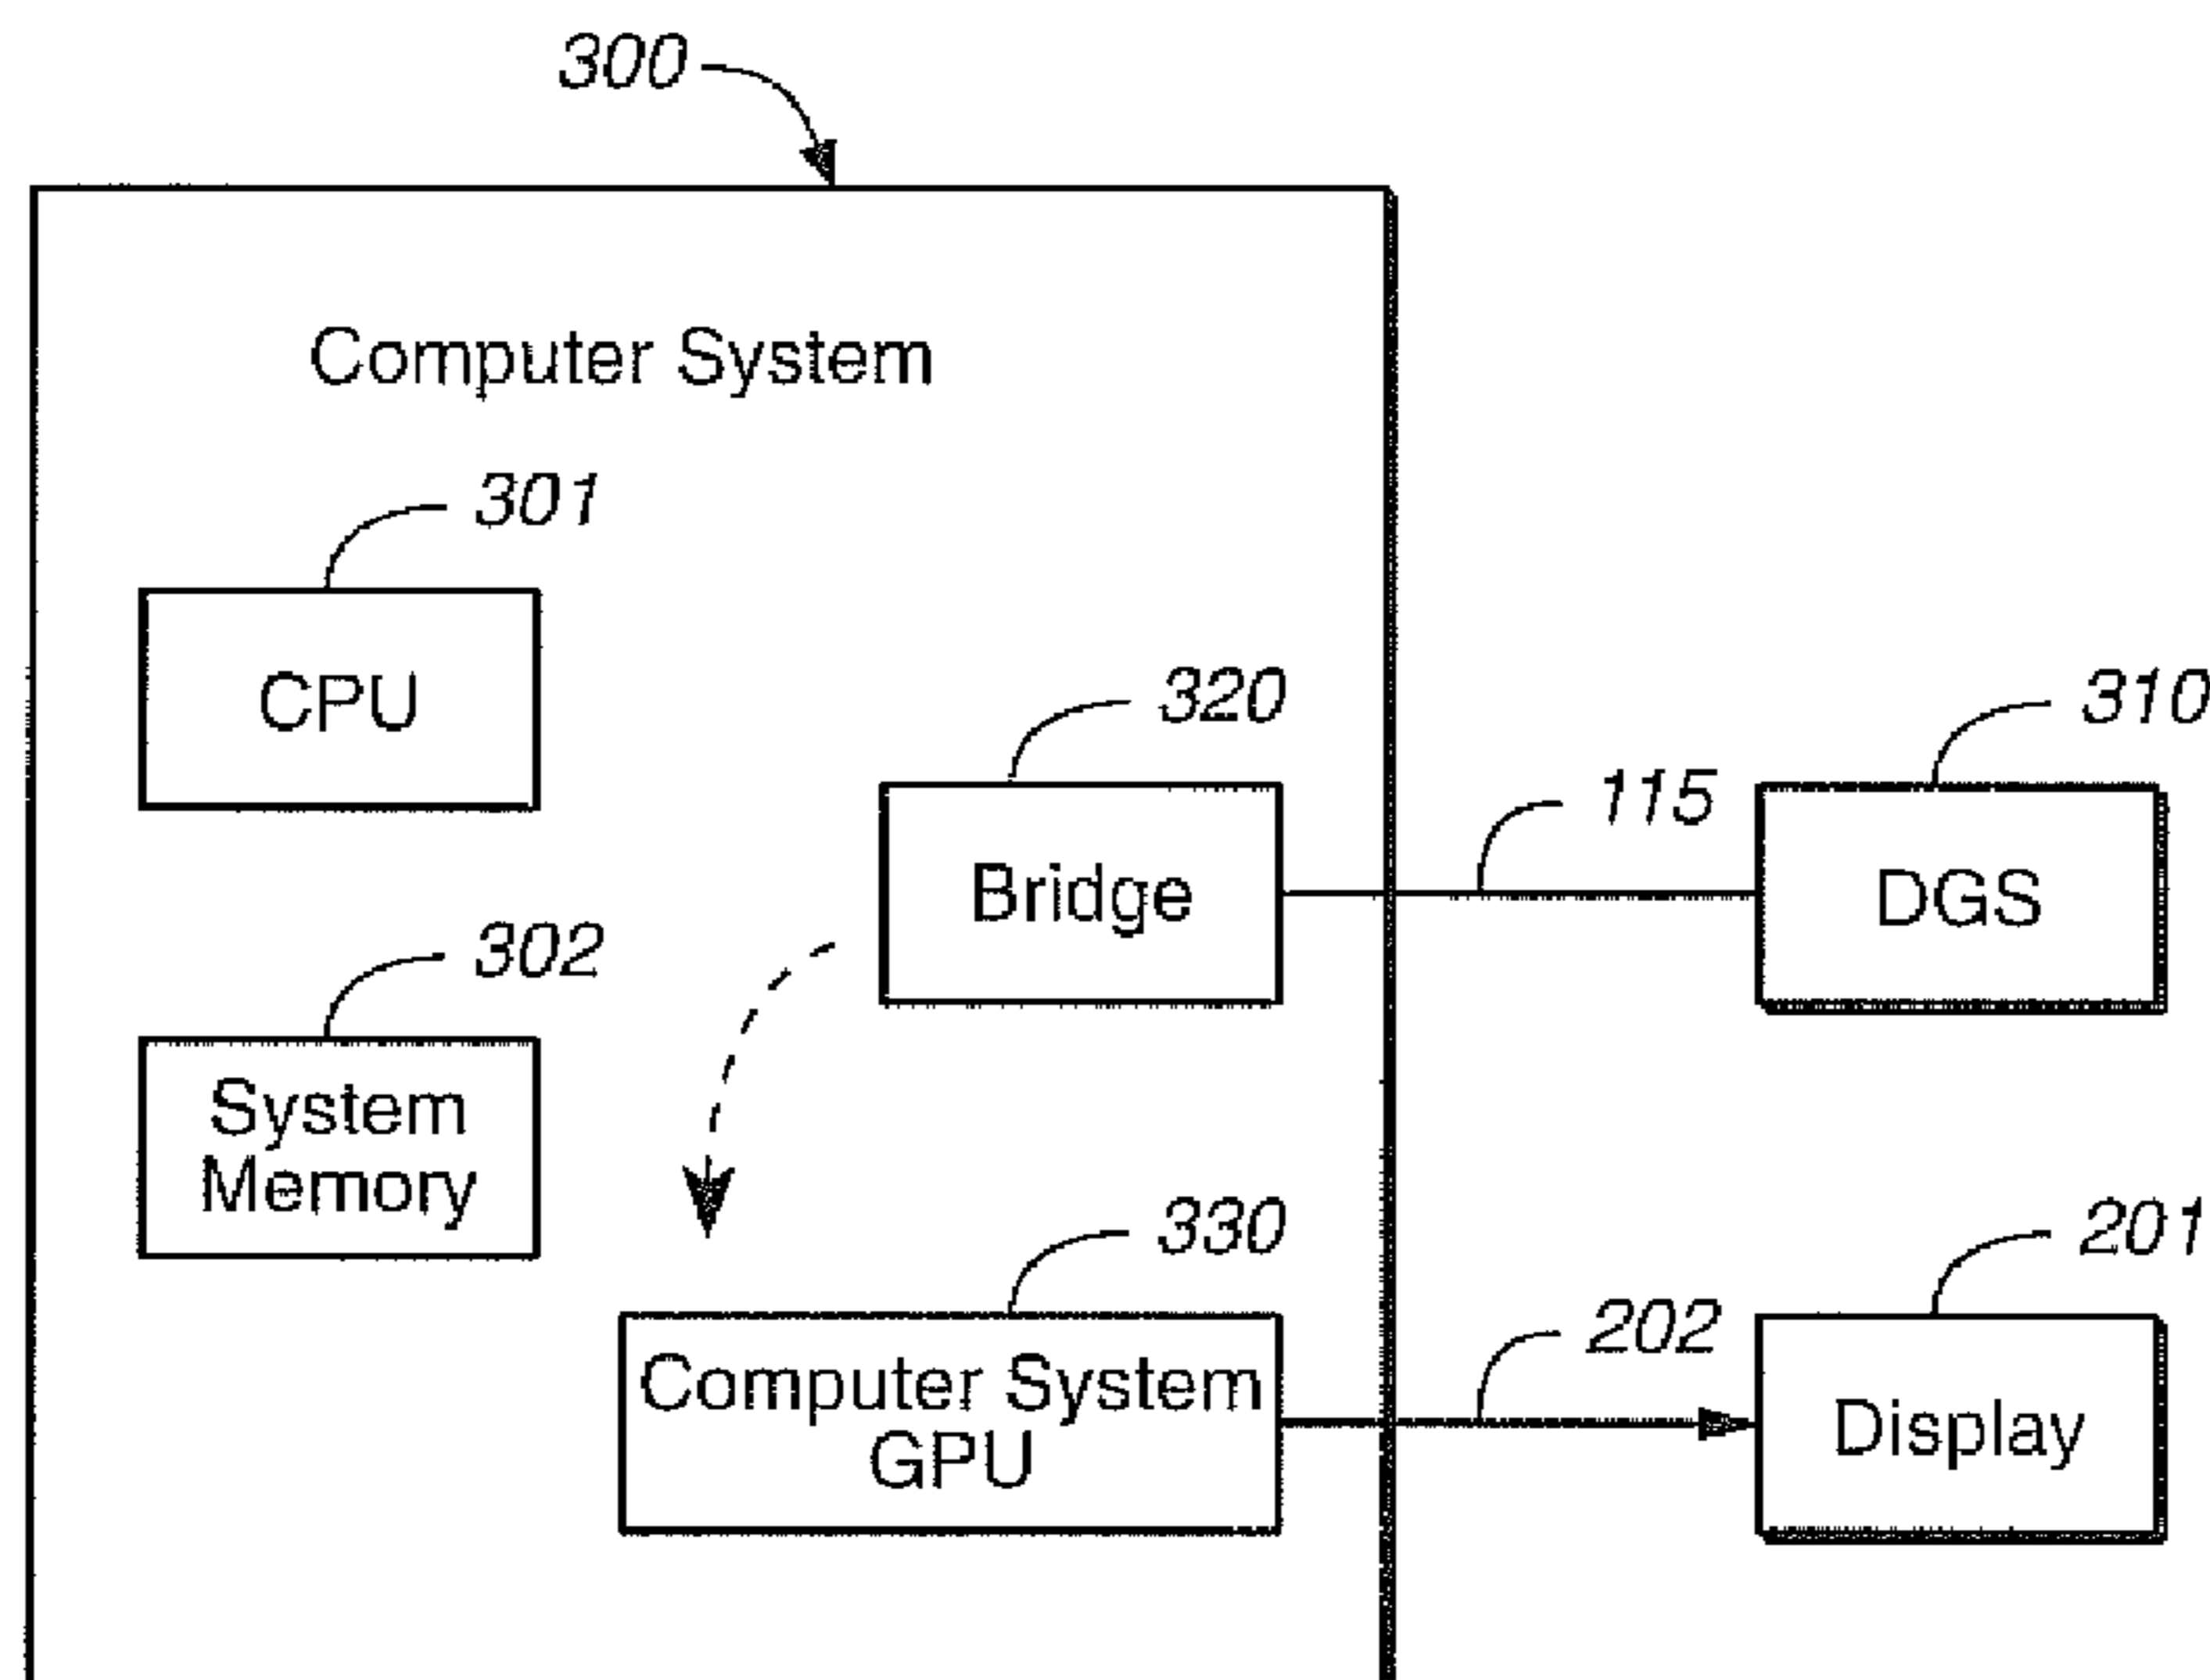 300
Computer System
301
CPU
320
310
115
Bridge
DGS
302
System
Memory
330
201
202
Computer System
GPU
Display